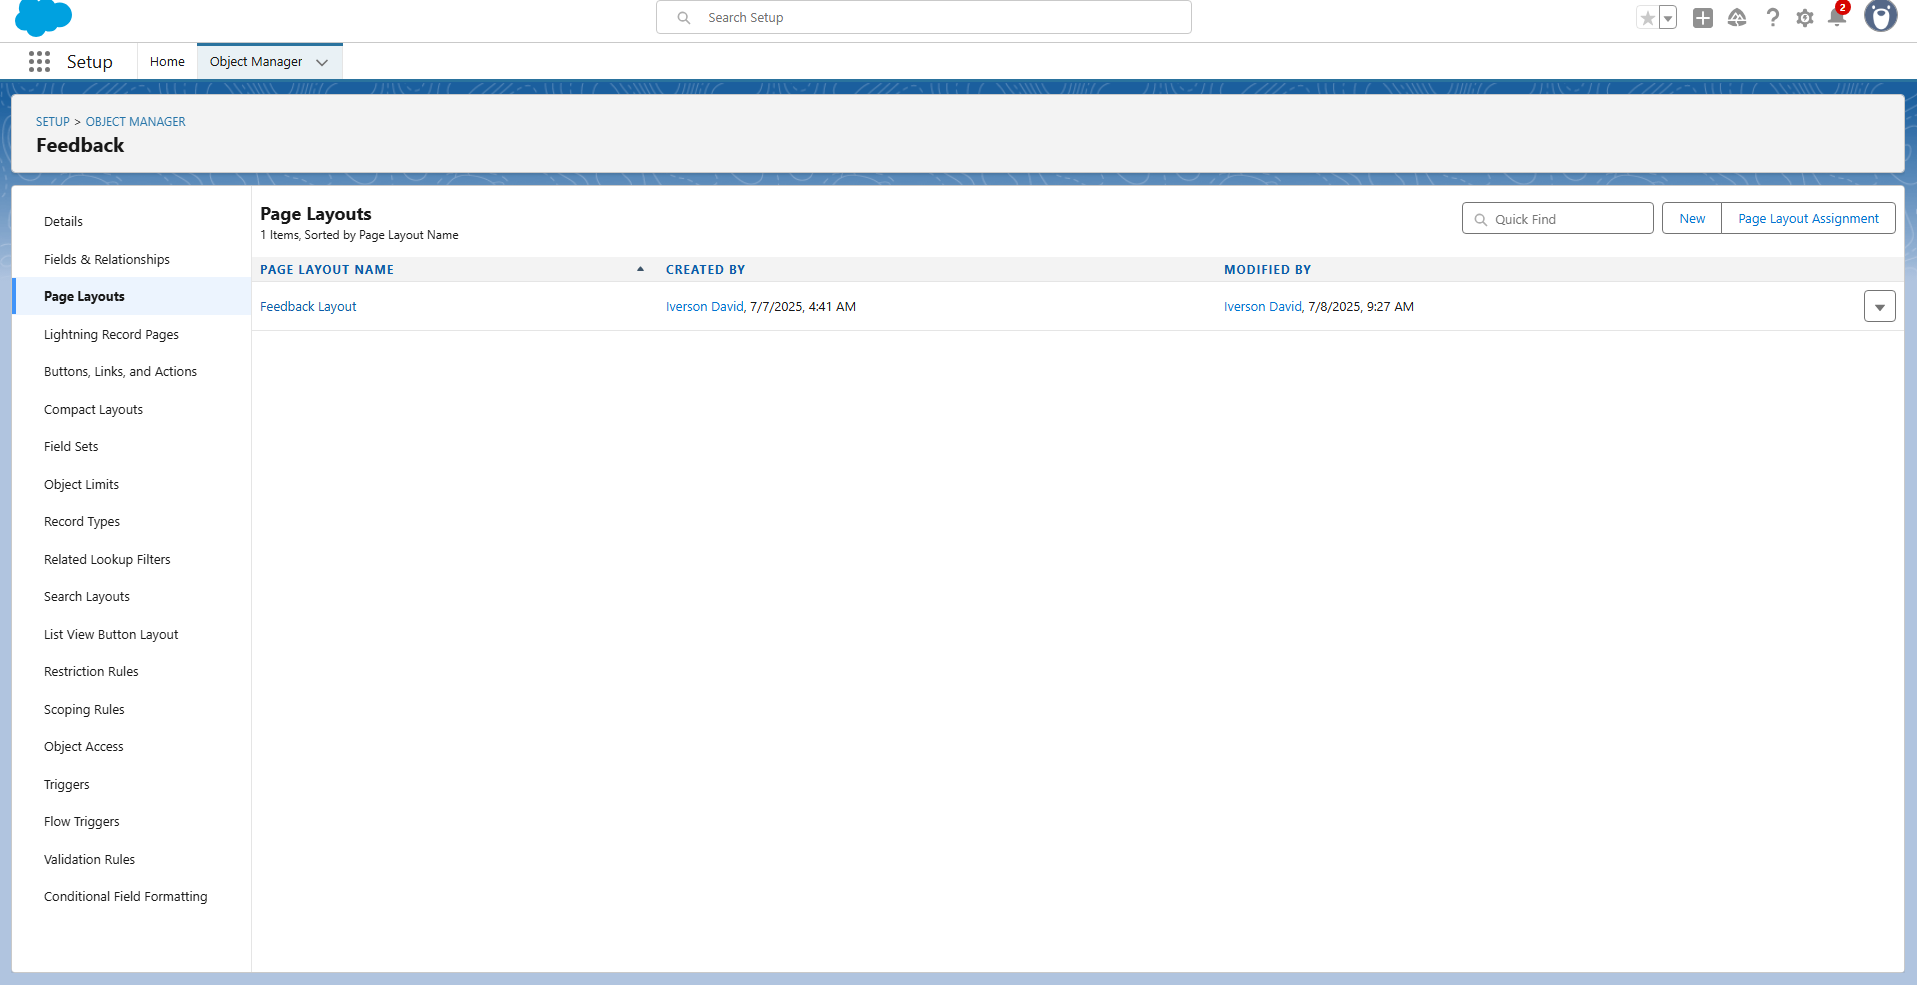 Search Setup
2
Setup
Home
Object Manager
SETUP > OBJECT MANAGER
Feedback
Details
Fields & Relationships
Page Layouts
Lightning Record Pages
Buttons, Links, and Actions
Compact Layouts
Field Sets
Object Limits
Record Types
Related Lookup Filters
Search Layouts
List View Button Layout
Restriction Rules
Scoping Rules
Object Access
Triggers
Flow Triggers
Validation Rules
Conditional Field Formatting
Page Layouts
1 Items, Sorted by Page Layout Name
Quick Find
New
Page Layout Assignment
PAGE LAYOUT NAME CREATED BY MODIFIED BY
Feedback Layout Iverson David, 7/7/2025, 4:41 AM Iverson David, 7/8/2025, 9:27 AM